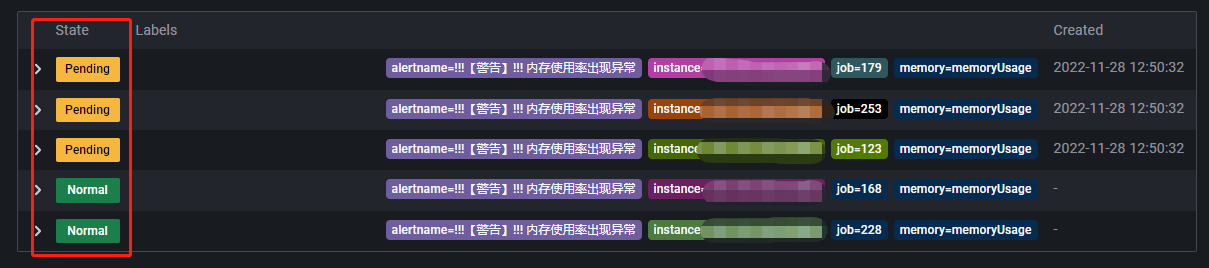 State Labels Created
Pending alertname=!!!【警告】!!! 内存使用率出现异常 instance= job=179 memory=memoryUsage 2022-11-28 12:50:32
Pending alertname=!!!【警告】!!! 内存使用率出现异常 instance= job=253 memory=memoryUsage 2022-11-28 12:50:32
Pending alertname=!!!【警告】!!! 内存使用率出现异常 instance= job=123 memory=memoryUsage 2022-11-28 12:50:32
Normal alertname=!!!【警告】!!! 内存使用率出现异常 instance= job=168 memory=memoryUsage -
Normal alertname=!!!【警告】!!! 内存使用率出现异常 instance= job=228 memory=memoryUsage -